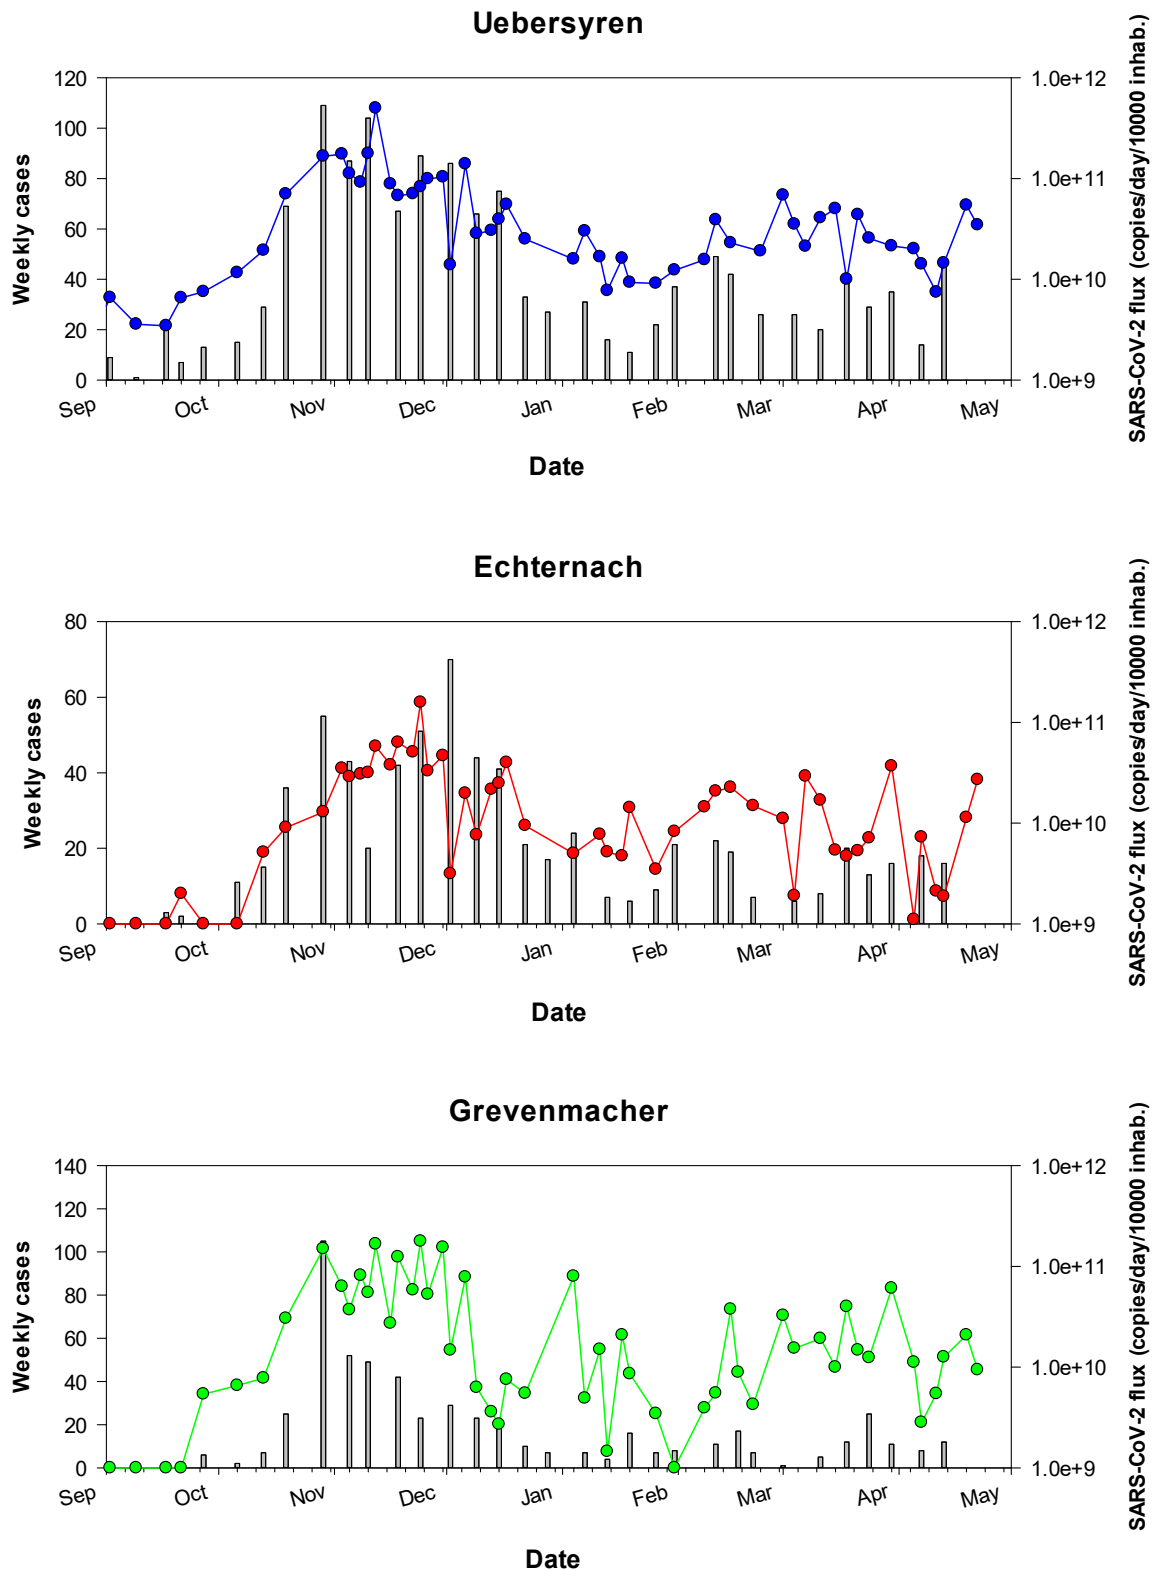 Uebersyren
120
100
80
60
40
20
0
Weekly cases
1.0e+12
1.0e+11
1.0e+10
1.0e+9
SARS-CoV-2 flux (copies/day/10000 inhab.)
Sep Oct Nov Dec Jan Feb Mar Apr May
Date
Echternach
80
60
40
20
0
Weekly cases
1.0e+12
1.0e+11
1.0e+10
1.0e+9
SARS-CoV-2 flux (copies/day/10000 inhab.)
Sep Oct Nov Dec Jan Feb Mar Apr May
Date
Grevenmacher
140
120
100
80
60
40
20
0
Weekly cases
1.0e+12
1.0e+11
1.0e+10
1.0e+9
SARS-CoV-2 flux (copies/day/10000 inhab.)
Sep Oct Nov Dec Jan Feb Mar Apr May
Date